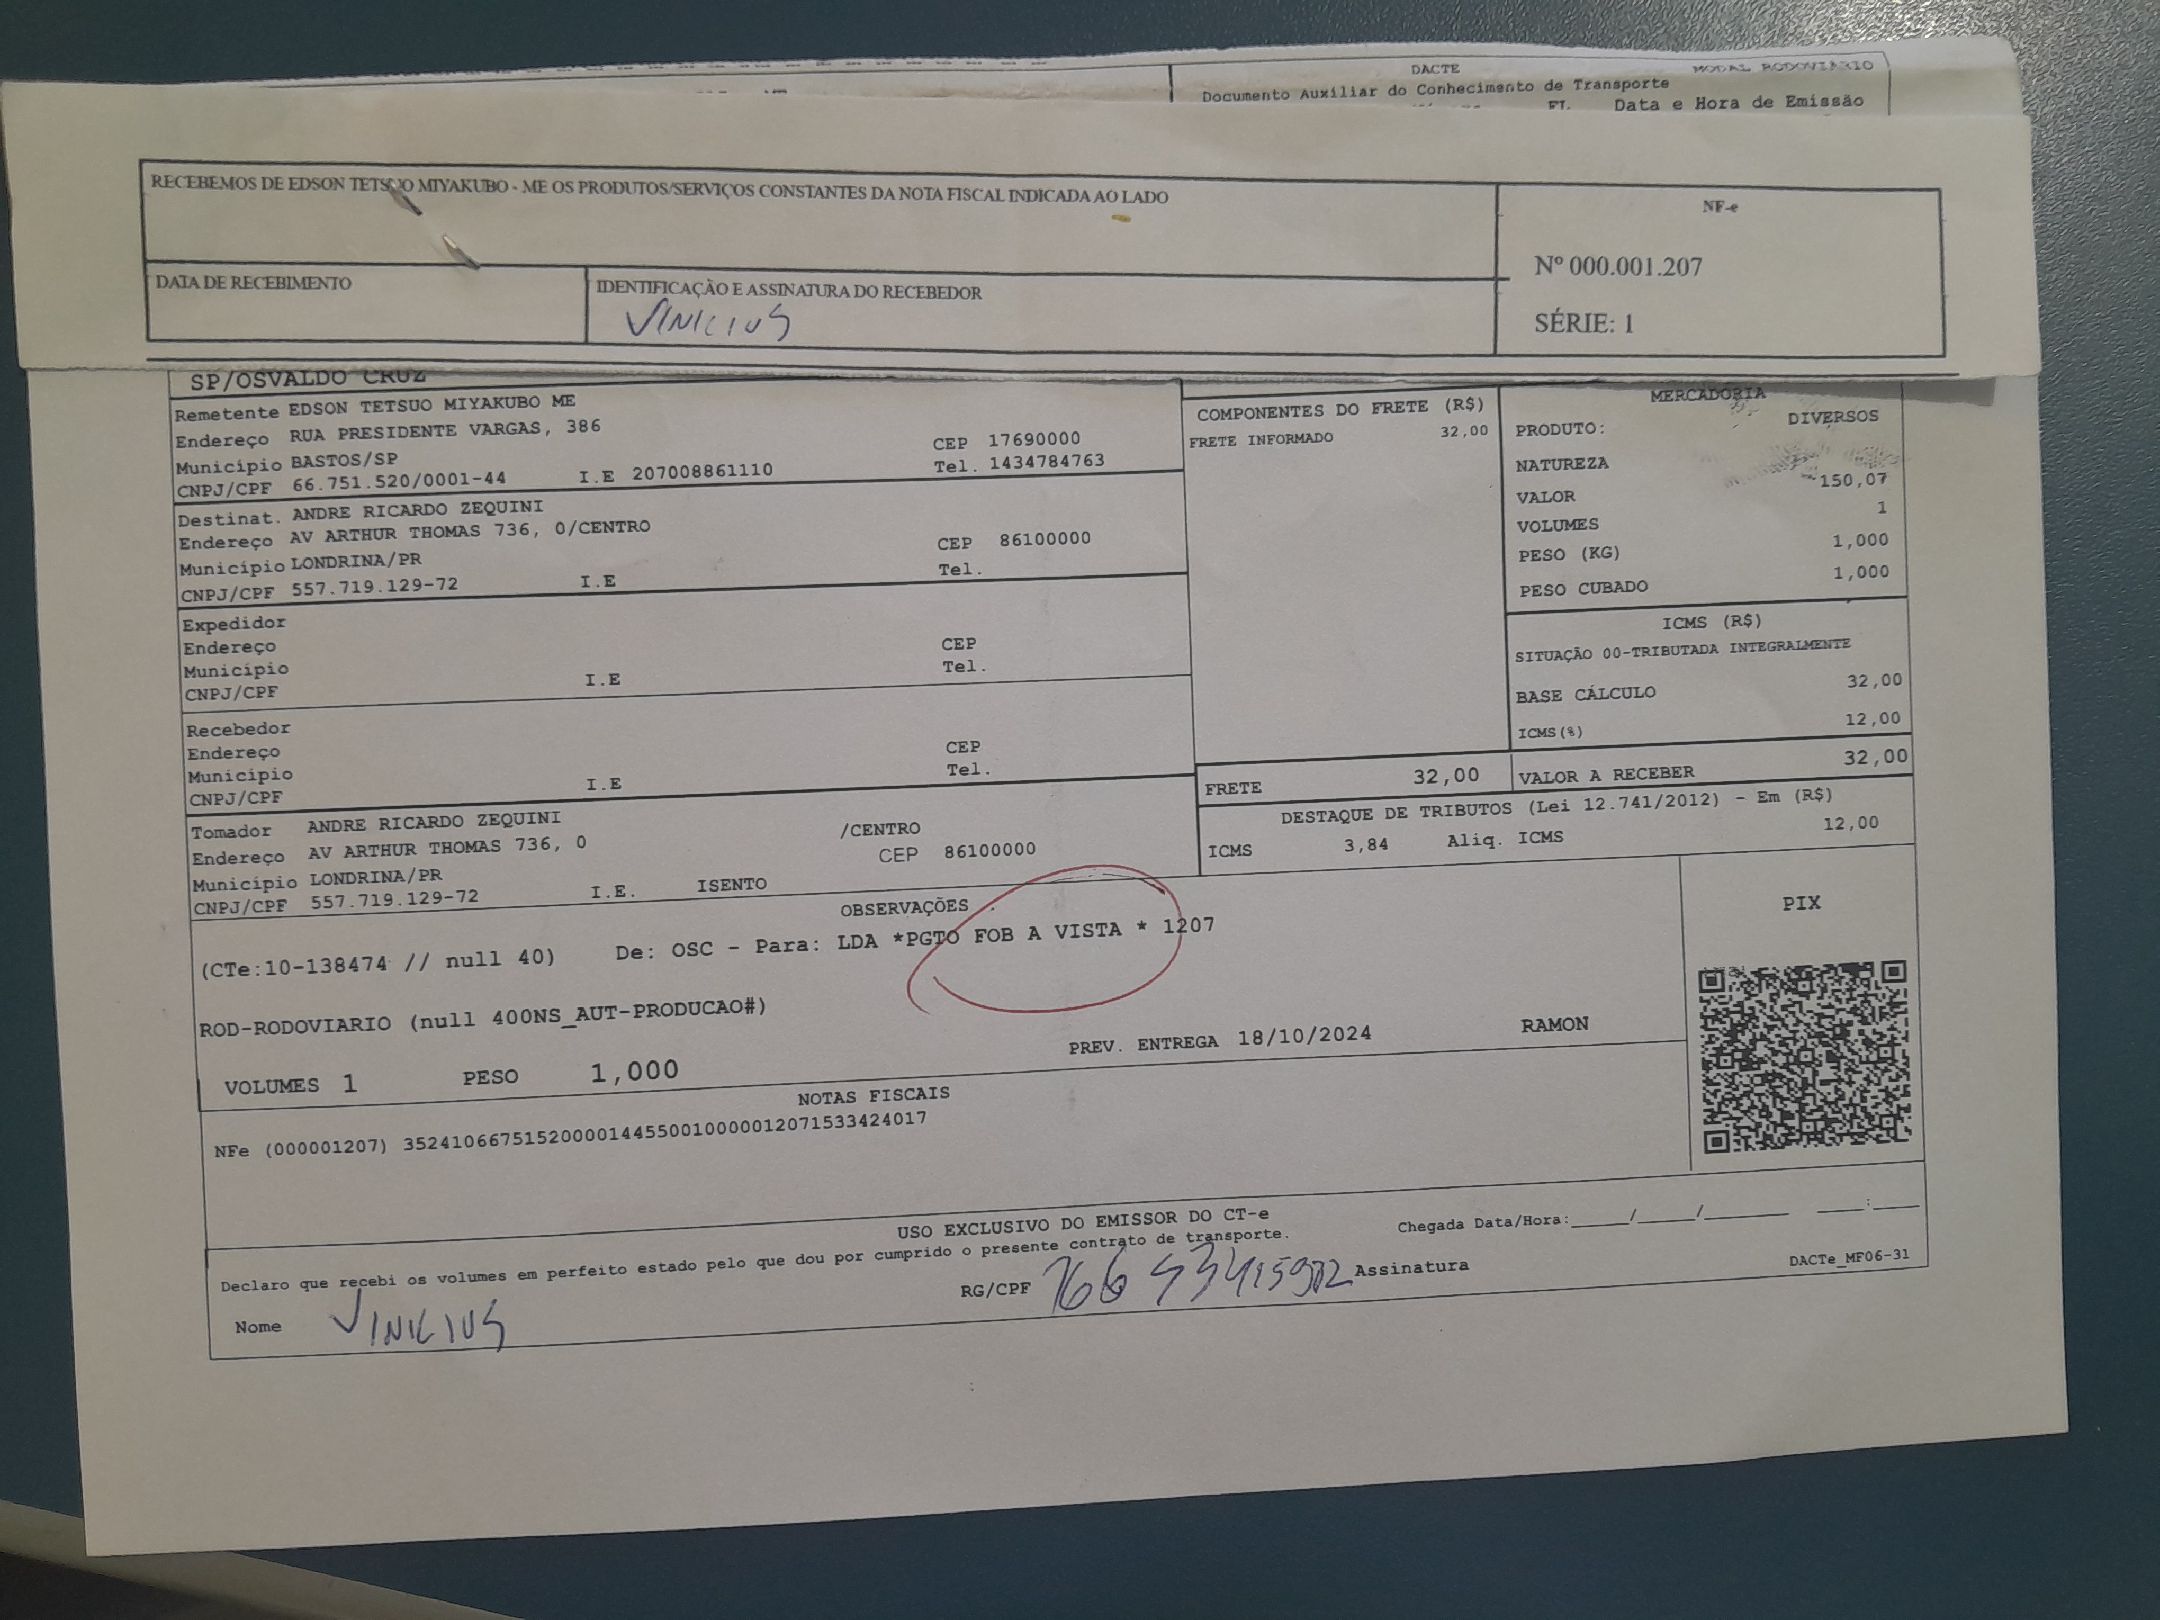 DACTE
MODAL RODOVIÁRIO
Documento Auxiliar do Conhecimento de Transporte
FL Data e Hora de Emissão
RECEBEMOS DE EDSON TETSUO MIYAKUBO - ME OS PRODUTOS/SERVIÇOS CONSTANTES DA NOTA FISCAL INDICADA AO LADO
NF-e
Nº 000.001.207
SÉRIE: 1
DATA DE RECEBIMENTO
IDENTIFICAÇÃO E ASSINATURA DO RECEBEDOR
VINICIUS
SP/OSVALDO CRUZ
Remetente EDSON TETSUO MIYAKUBO ME
Endereço RUA PRESIDENTE VARGAS, 386 CEP 17690000
Município BASTOS/SP Tel. 1434784763
CNPJ/CPF 66.751.520/0001-44 I.E 207008861110
Destinat. ANDRE RICARDO ZEQUINI
Endereço AV ARTHUR THOMAS 736, 0/CENTRO CEP 86100000
Município LONDRINA/PR Tel.
CNPJ/CPF 557.719.129-72 I.E
Expedidor
Endereço CEP
Município Tel.
CNPJ/CPF I.E
Recebedor
Endereço CEP
Município Tel.
CNPJ/CPF I.E
Tomador ANDRE RICARDO ZEQUINI /CENTRO
Endereço AV ARTHUR THOMAS 736, 0 CEP 86100000
Município LONDRINA/PR
CNPJ/CPF 557.719.129-72 I.E. ISENTO
COMPONENTES DO FRETE (R$)
FRETE INFORMADO 32,00
MERCADORIA
PRODUTO: DIVERSOS
NATUREZA
VALOR 150,07
VOLUMES 1
PESO (KG) 1,000
PESO CUBADO 1,000
ICMS (R$)
SITUAÇÃO 00-TRIBUTADA INTEGRALMENTE
BASE CÁLCULO 32,00
ICMS(%) 12,00
FRETE 32,00 VALOR A RECEBER 32,00
DESTAQUE DE TRIBUTOS (Lei 12.741/2012) - Em (R$)
ICMS 3,84 Aliq. ICMS 12,00
OBSERVAÇÕES
(CTe:10-138474 // null 40) De: OSC - Para: LDA *PGTO FOB A VISTA * 1207
ROD-RODOVIARIO (null 400NS_AUT-PRODUCAO#)
VOLUMES 1 PESO 1,000 PREV. ENTREGA 18/10/2024 RAMON
PIX
NOTAS FISCAIS
NFe (000001207) 35241066751520000144550010000012071533424017
USO EXCLUSIVO DO EMISSOR DO CT-e
Declaro que recebi os volumes em perfeito estado pelo que dou por cumprido o presente contrato de transporte.
Chegada Data/Hora:____/____/______ ___:___
Nome VINICIUS RG/CPF Assinatura
DACTe_MF06-31